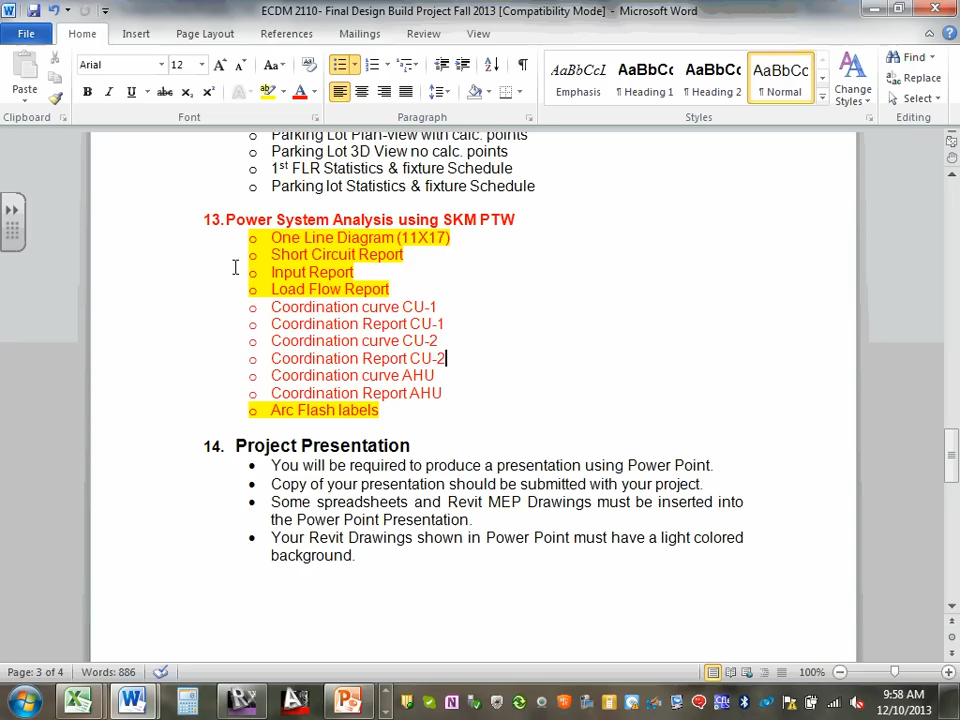 ECDM 2110- Final Design Build Project Fall 2013 [Compatibility Mode] - Microsoft Word
File Home Insert Page Layout References Mailings Review View
Paste
Clipboard
Arial 12
Font
Paragraph
AaBbCcL AaBbCc AaBbCc AaBbCc
Emphasis ¶ Heading 1 ¶ Heading 2 ¶ Normal
Change Styles
Styles
Find
Replace
Select
Editing
o Parking Lot Plan-view with calc. points
o Parking Lot 3D View no calc. points
o 1st FLR Statistics & fixture Schedule
o Parking lot Statistics & fixture Schedule
13. Power System Analysis using SKM PTW
o One Line Diagram (11X17)
o Short Circuit Report
o Input Report
o Load Flow Report
o Coordination curve CU-1
o Coordination Report CU-1
o Coordination curve CU-2
o Coordination Report CU-2
o Coordination curve AHU
o Coordination Report AHU
o Arc Flash labels
14. Project Presentation
• You will be required to produce a presentation using Power Point.
• Copy of your presentation should be submitted with your project.
• Some spreadsheets and Revit MEP Drawings must be inserted into
the Power Point Presentation.
• Your Revit Drawings shown in Power Point must have a light colored
background.
Page: 3 of 4 Words: 886 100%
9:58 AM
12/10/2013